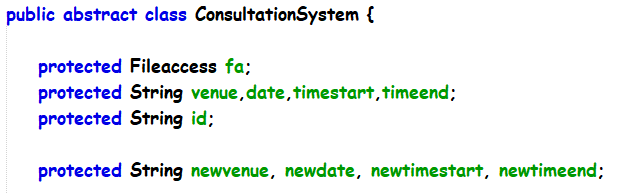 public abstract class ConsultationSystem {
protected Fileaccess fa;
protected String venue,date,timestart,timeend;
protected String id;
protected String newvenue, newdate, newtimestart, newtimeend;